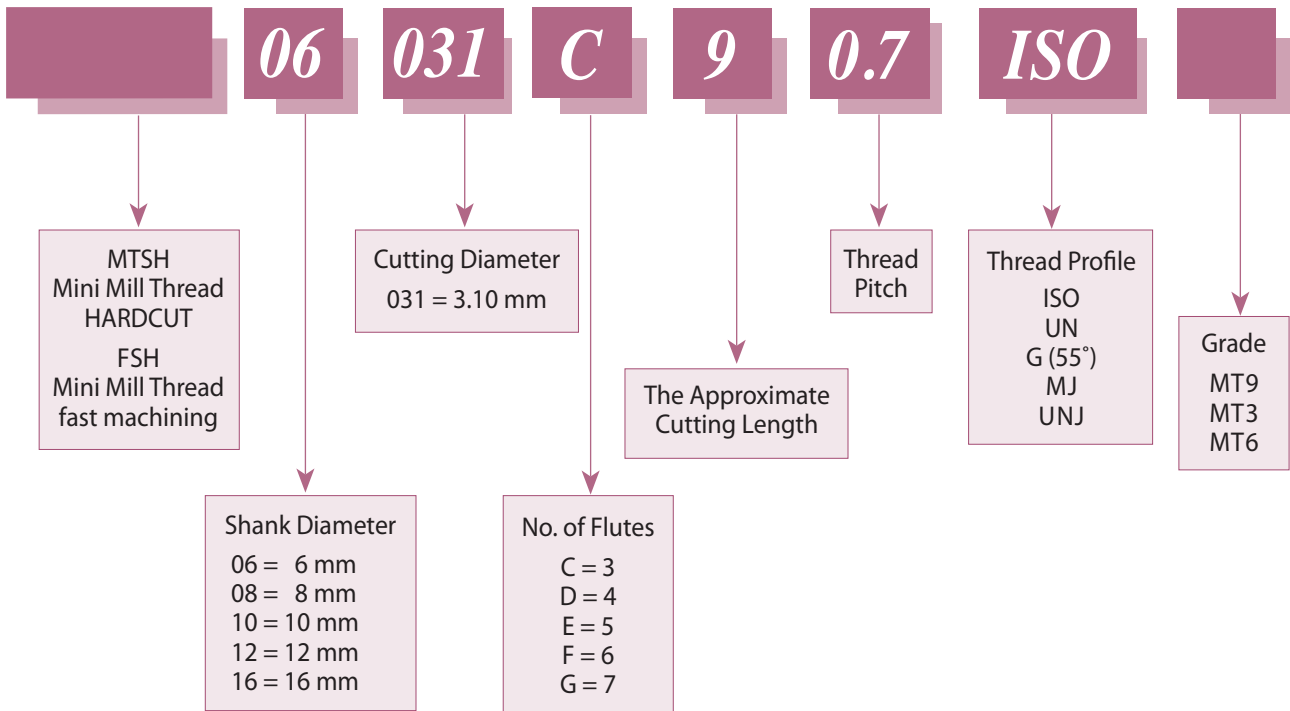 06 031 C 9 0.7 ISO
MTSH
Mini Mill Thread
HARDCUT
FSH
Mini Mill Thread
fast machining
Shank Diameter
06 = 6 mm
08 = 8 mm
10 = 10 mm
12 = 12 mm
16 = 16 mm
Cutting Diameter
031 = 3.10 mm
No. of Flutes
C = 3
D = 4
E = 5
F = 6
G = 7
The Approximate
Cutting Length
Thread
Pitch
Thread Profile
ISO
UN
G (55˚)
MJ
UNJ
Grade
MT9
MT3
MT6